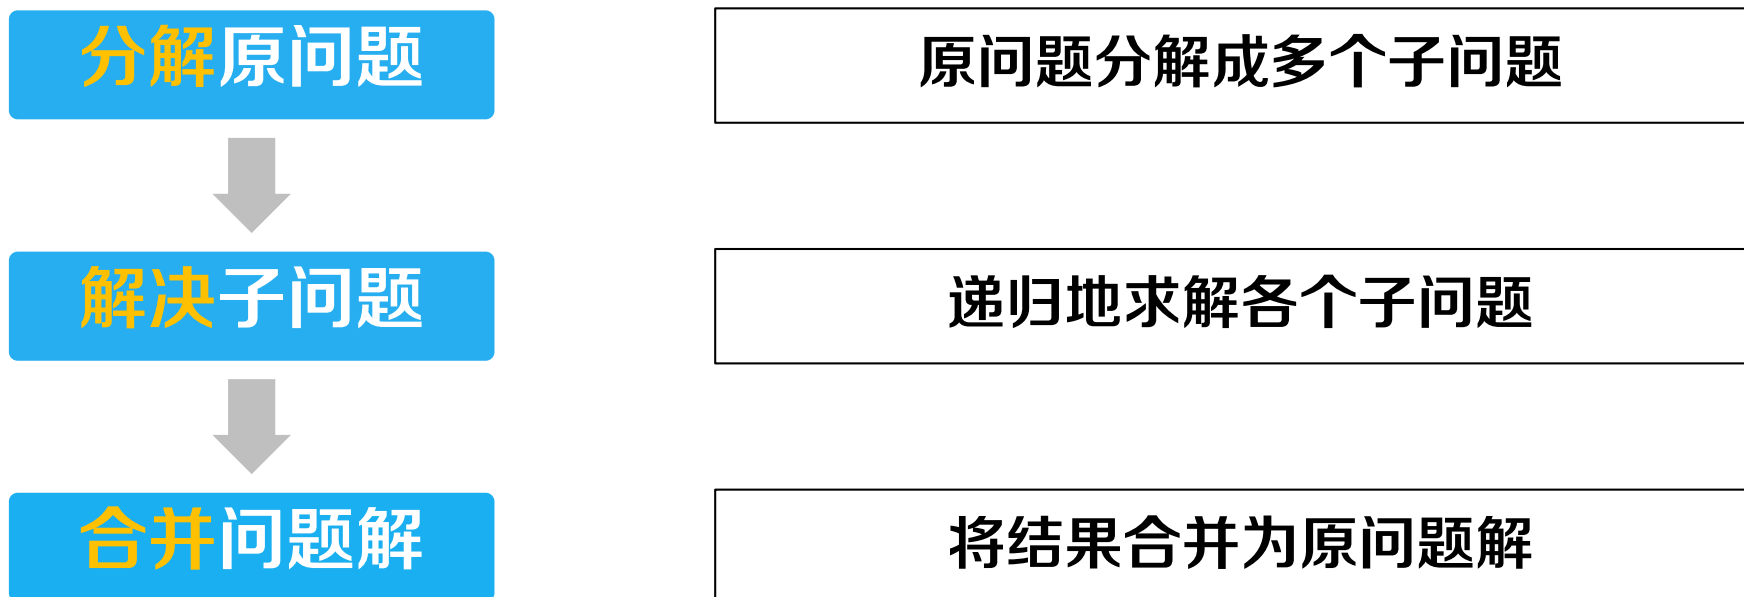 分解原问题
原问题分解成多个子问题
解决子问题
递归地求解各个子问题
合并问题解
将结果合并为原问题解